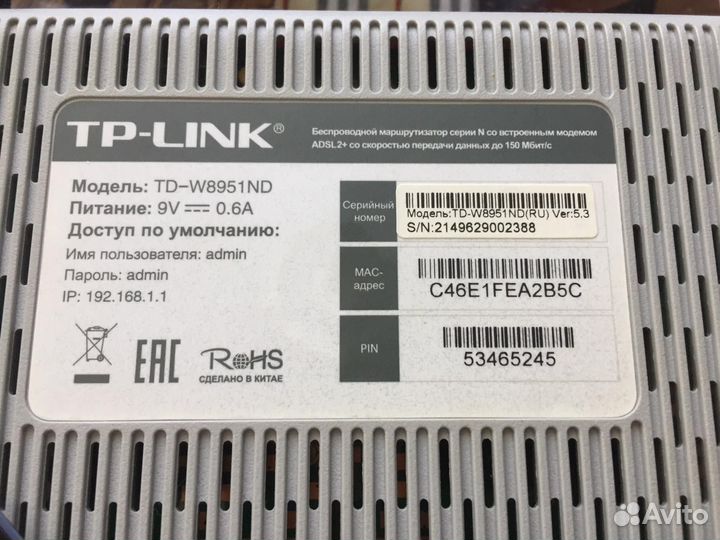 TP-LINK®
Беспроводной маршрутизатор серии N со встроенным модемом
ADSL2+ со скоростью передачи данных до 150 Мбит/с
Модель: TD-W8951ND
Питание: 9V 0.6A
Доступ по умолчанию:
Имя пользователя: admin
Пароль: admin
IP: 192.168.1.1
Серийный
номер
Модель:TD-W8951ND(RU) Ver:5.3
S/N:2149629002388
MAC-
адрес
C46E1FEA2B5C
PIN
53465245
EAC
RoHS
СДЕЛАНО В КИТАЕ
Avito